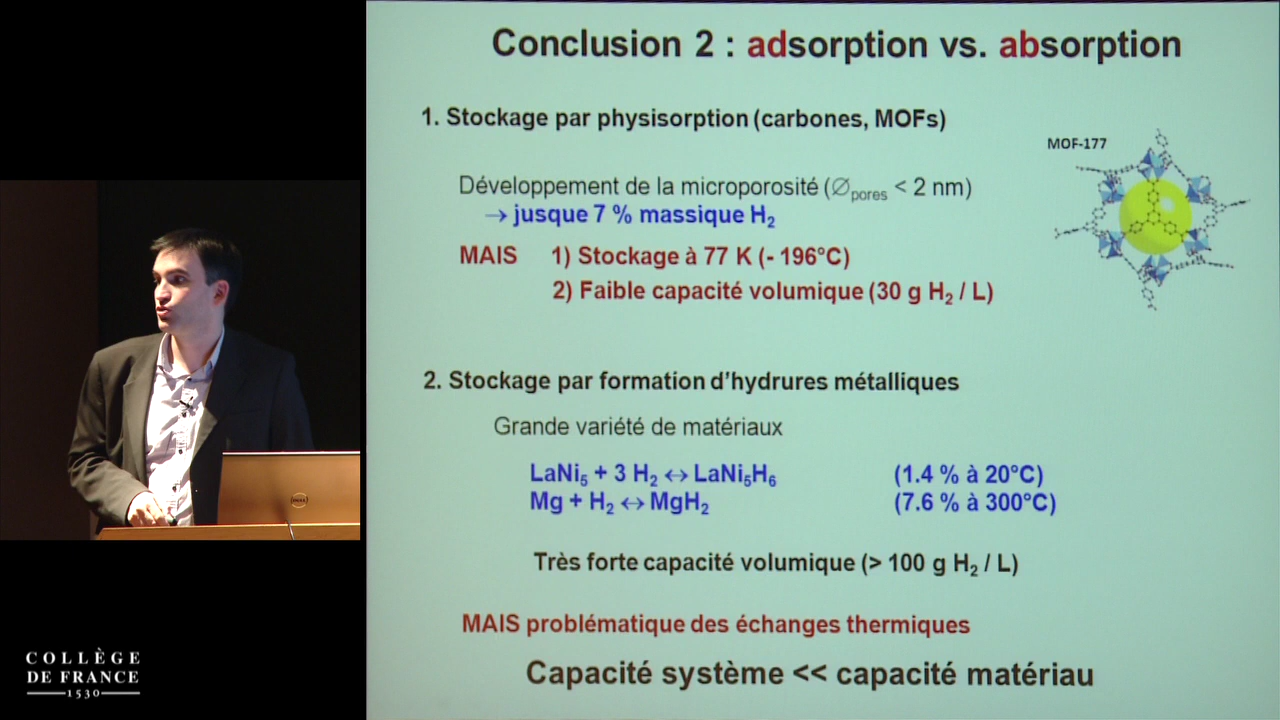 Conclusion 2 : adsorption vs. absorption
1. Stockage par physisorption (carbones, MOFs)
MOF-177
Développement de la microporosité (∅pores < 2 nm)
→ jusque 7 % massique H₂
MAIS 1) Stockage à 77 K (- 196°C)
2) Faible capacité volumique (30 g H₂ / L)
2. Stockage par formation d'hydrures métalliques
Grande variété de matériaux
LaNi₅ + 3 H₂ ↔ LaNi₅H₆ (1.4 % à 20°C)
Mg + H₂ ↔ MgH₂ (7.6 % à 300°C)
Très forte capacité volumique (> 100 g H₂ / L)
MAIS problématique des échanges thermiques
Capacité système << capacité matériau
DELL
COLLÈGE
DE FRANCE
1530